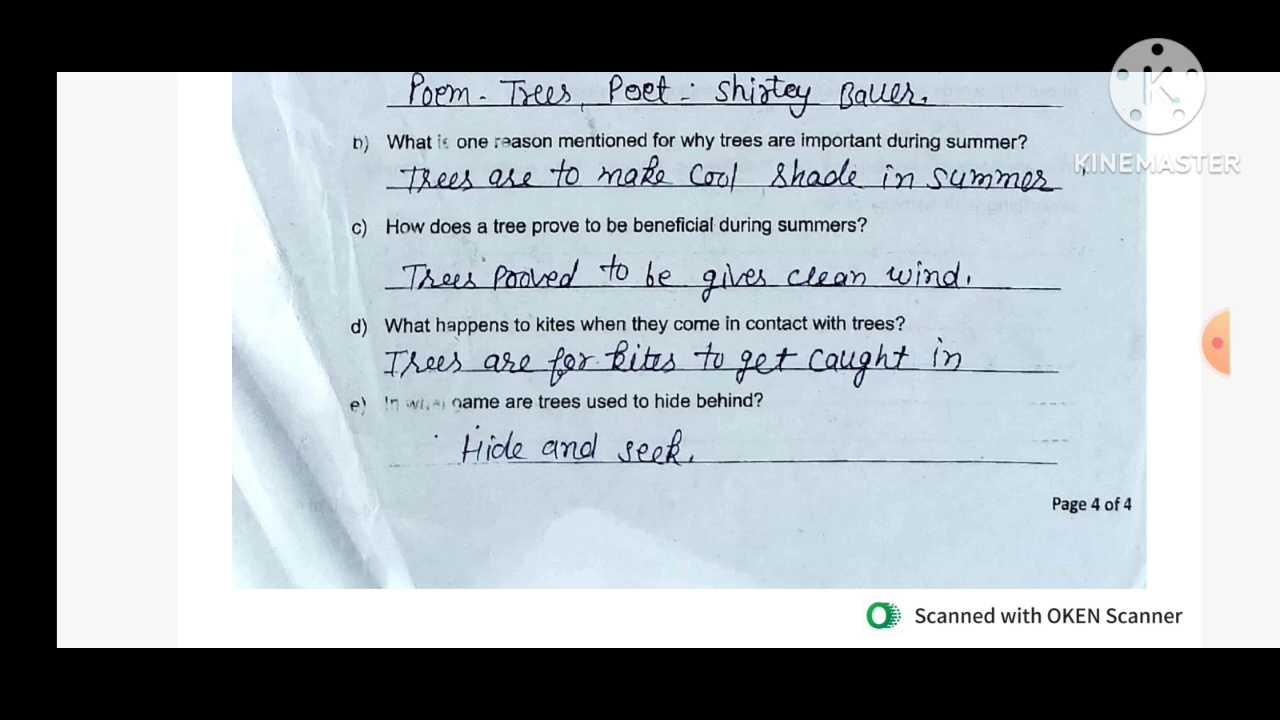 Poem - Trees, Poet : Shirtey Bauer.
KINEMASTER
b) What is one reason mentioned for why trees are important during summer?
Trees are to make cool shade in summer
c) How does a tree prove to be beneficial during summers?
Trees prooved to be gives clean wind.
d) What happens to kites when they come in contact with trees?
Trees are for kites to get caught in
e) In what game are trees used to hide behind?
Hide and seek.
Page 4 of 4
Scanned with OKEN Scanner